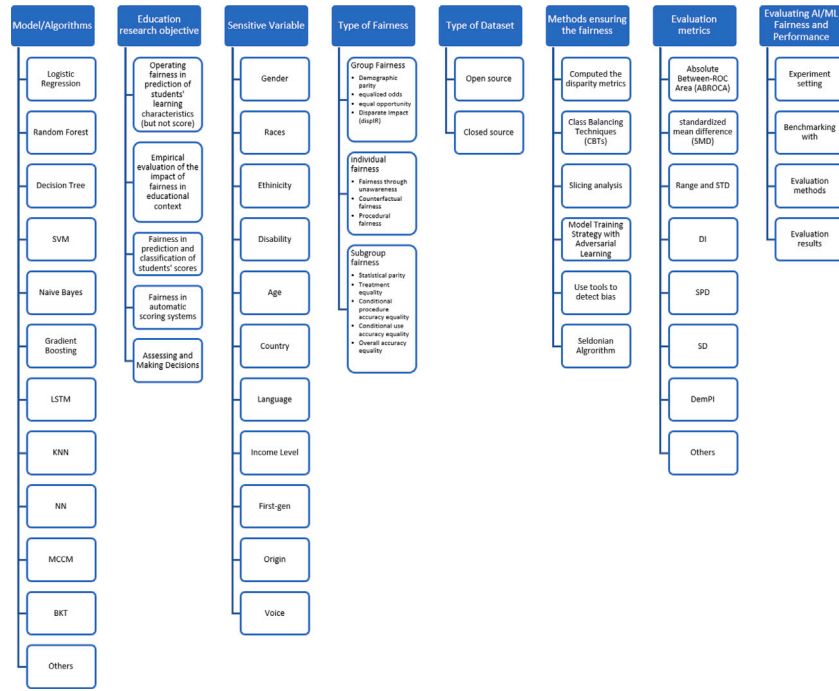 Model/Algorithms
Logistic
Regression
Random Forest
Decision Tree
SVM
Naive Bayes
Gradient
Boosting
LSTM
KNN
NN
MCCM
BKT
Others
Education
research objective
Operating
fairness in
prediction of
students'
learning
characteristics
(but not score)
Empirical
evaluation of the
impact of
fairness in
educational
context
Fairness in
prediction and
classification of
students' scores
Fairness in
automatic
scoring systems
Assessing and
Making Decisions
Sensitive Variable
Gender
Races
Ethinicity
Disability
Age
Country
Language
Income Level
First-gen
Origin
Voice
Type of Fairness
Group Fairness
• Demographic
parity
• equalized odds
• equal opportunity
• Disparate impact
(dispIR)
individual
fairness
• Fairness through
unawareness
• Counterfactual
fairness
• Procedural
fairness
Subgroup
fairness
• Statistical parity
• Treatment
equality
• Conditional
procedure
accuracy equality
• Conditional use
accuracy equality
• Overall accuracy
equality
Type of Dataset
Open source
Closed source
Methods ensuring
the fairness
Computed the
disparity metrics
Class Balancing
Techniques
(CBTs)
Slicing analysis
Model Training
Strategy with
Adversarial
Learning
Use tools to
detect bias
Seldonian
Algorithm
Evaluation
metrics
Absolute
Between-ROC
Area (ABROCA)
standardized
mean difference
(SMD)
Range and STD
DI
SPD
SD
DemPI
Others
Evaluating AI/ML
Fairness and
Performance
Experiment
setting
Benchmarking
with
Evaluation
methods
Evaluation
results